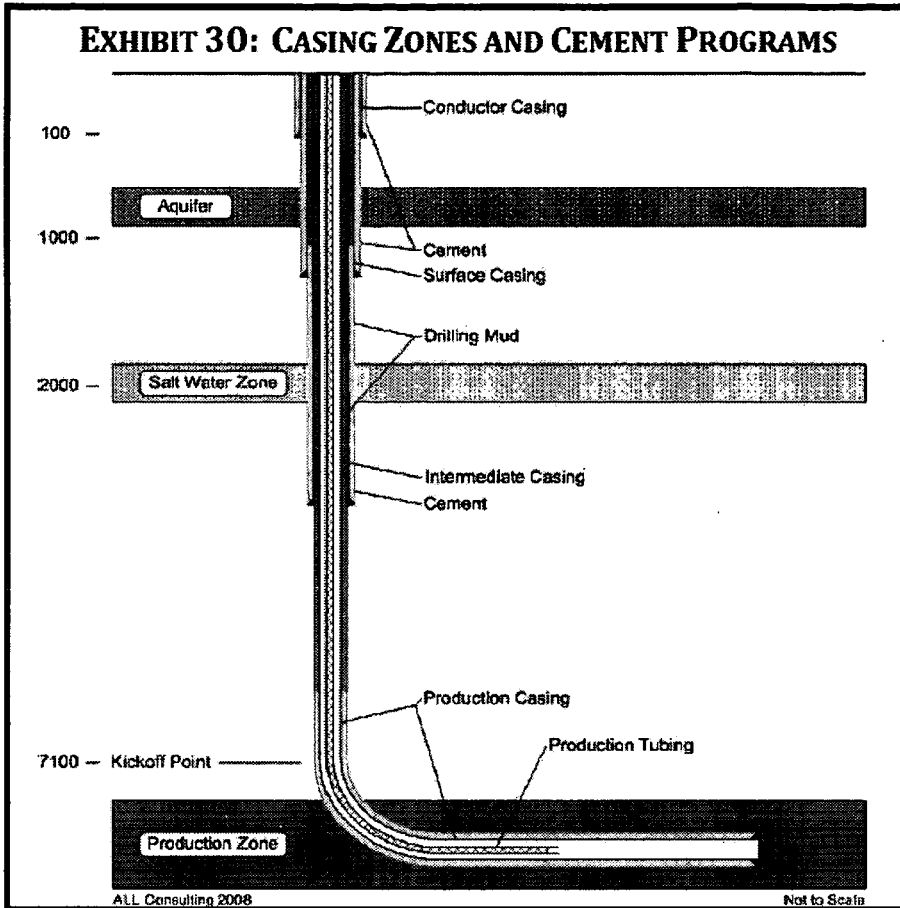 EXHIBIT 30: CASING ZONES AND CEMENT PROGRAMS
Conductor Casing
100
Aquifer
1000
Cement
Surface Casing
Drilling Mud
Salt Water Zone
2000
Intermediate Casing
Cement
Production Casing
Production Tubing
7100 Kickoff Point
Production Zone
ALL Consulting 2008
Not to Scale